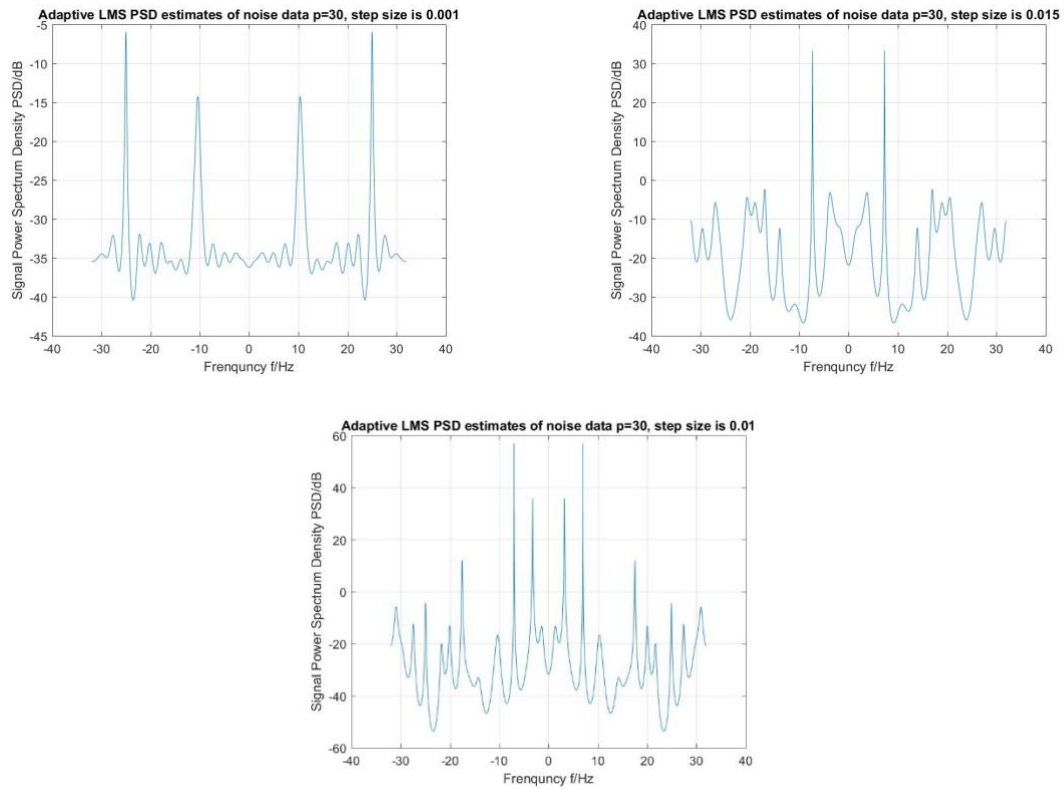 Adaptive LMS PSD estimates of noise data p=30, step size is 0.001
Signal Power Spectrum Density PSD/dB
-5
-10
-15
-20
-25
-30
-35
-40
-45
-40 -30 -20 -10 0 10 20 30 40
Frenquncy f/Hz
Adaptive LMS PSD estimates of noise data p=30, step size is 0.015
Signal Power Spectrum Density PSD/dB
40
30
20
10
0
-10
-20
-30
-40
-40 -30 -20 -10 0 10 20 30 40
Frenquncy f/Hz
Adaptive LMS PSD estimates of noise data p=30, step size is 0.01
Signal Power Spectrum Density PSD/dB
60
40
20
0
-20
-40
-60
-40 -30 -20 -10 0 10 20 30 40
Frenquncy f/Hz